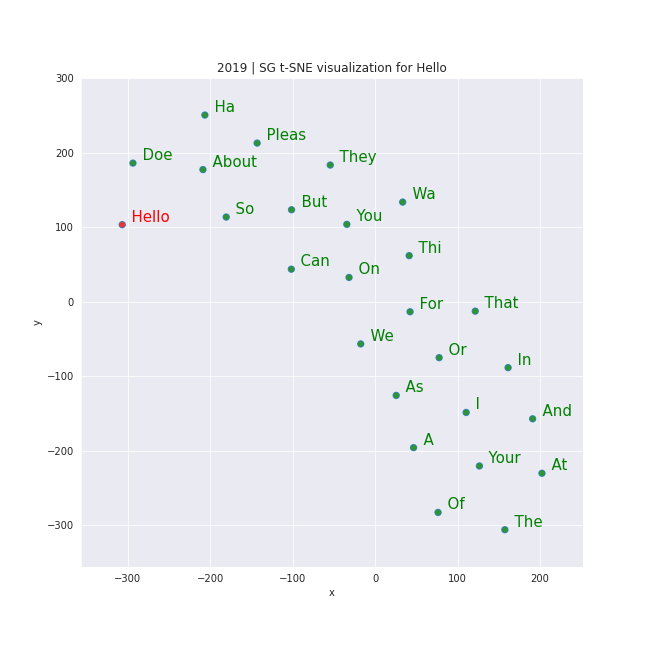 2019 | SG t-SNE visualization for Hello
300
Ha
Pleas
200
Doe
About
They
Wa
Hello
So
But
You
100
Thi
Can
On
0
For
That
We
Or
In
−100
As
I
And
A
−200
Your
At
Of
The
−300
y
−300 −200 −100 0 100 200
x